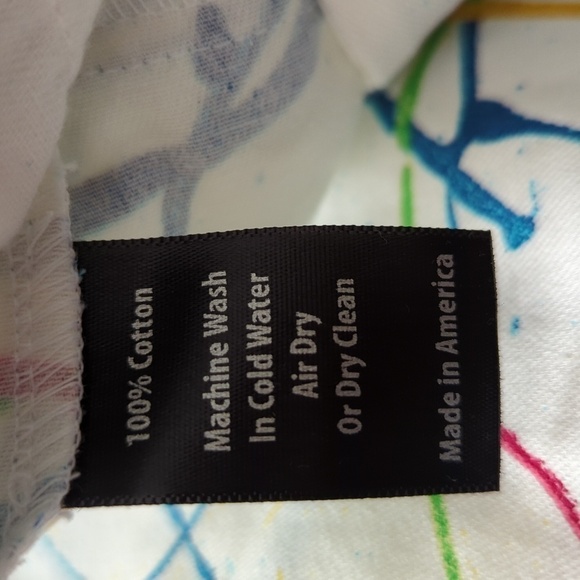 100% Cotton
Machine Wash
In Cold Water
Air Dry
Or Dry Clean
Made in America